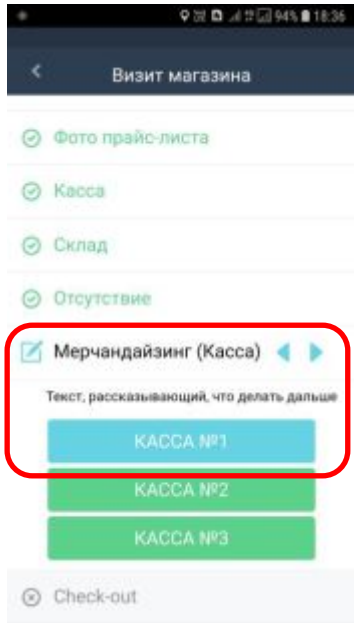 94% 18:36
Визит магазина
Фото прайс-листа
Касса
Склад
Отсутствие
Мерчандайзинг (Касса)
Текст, рассказывающий, что делать дальше
КАССА №1
КАССА №2
КАССА №3
Check-out